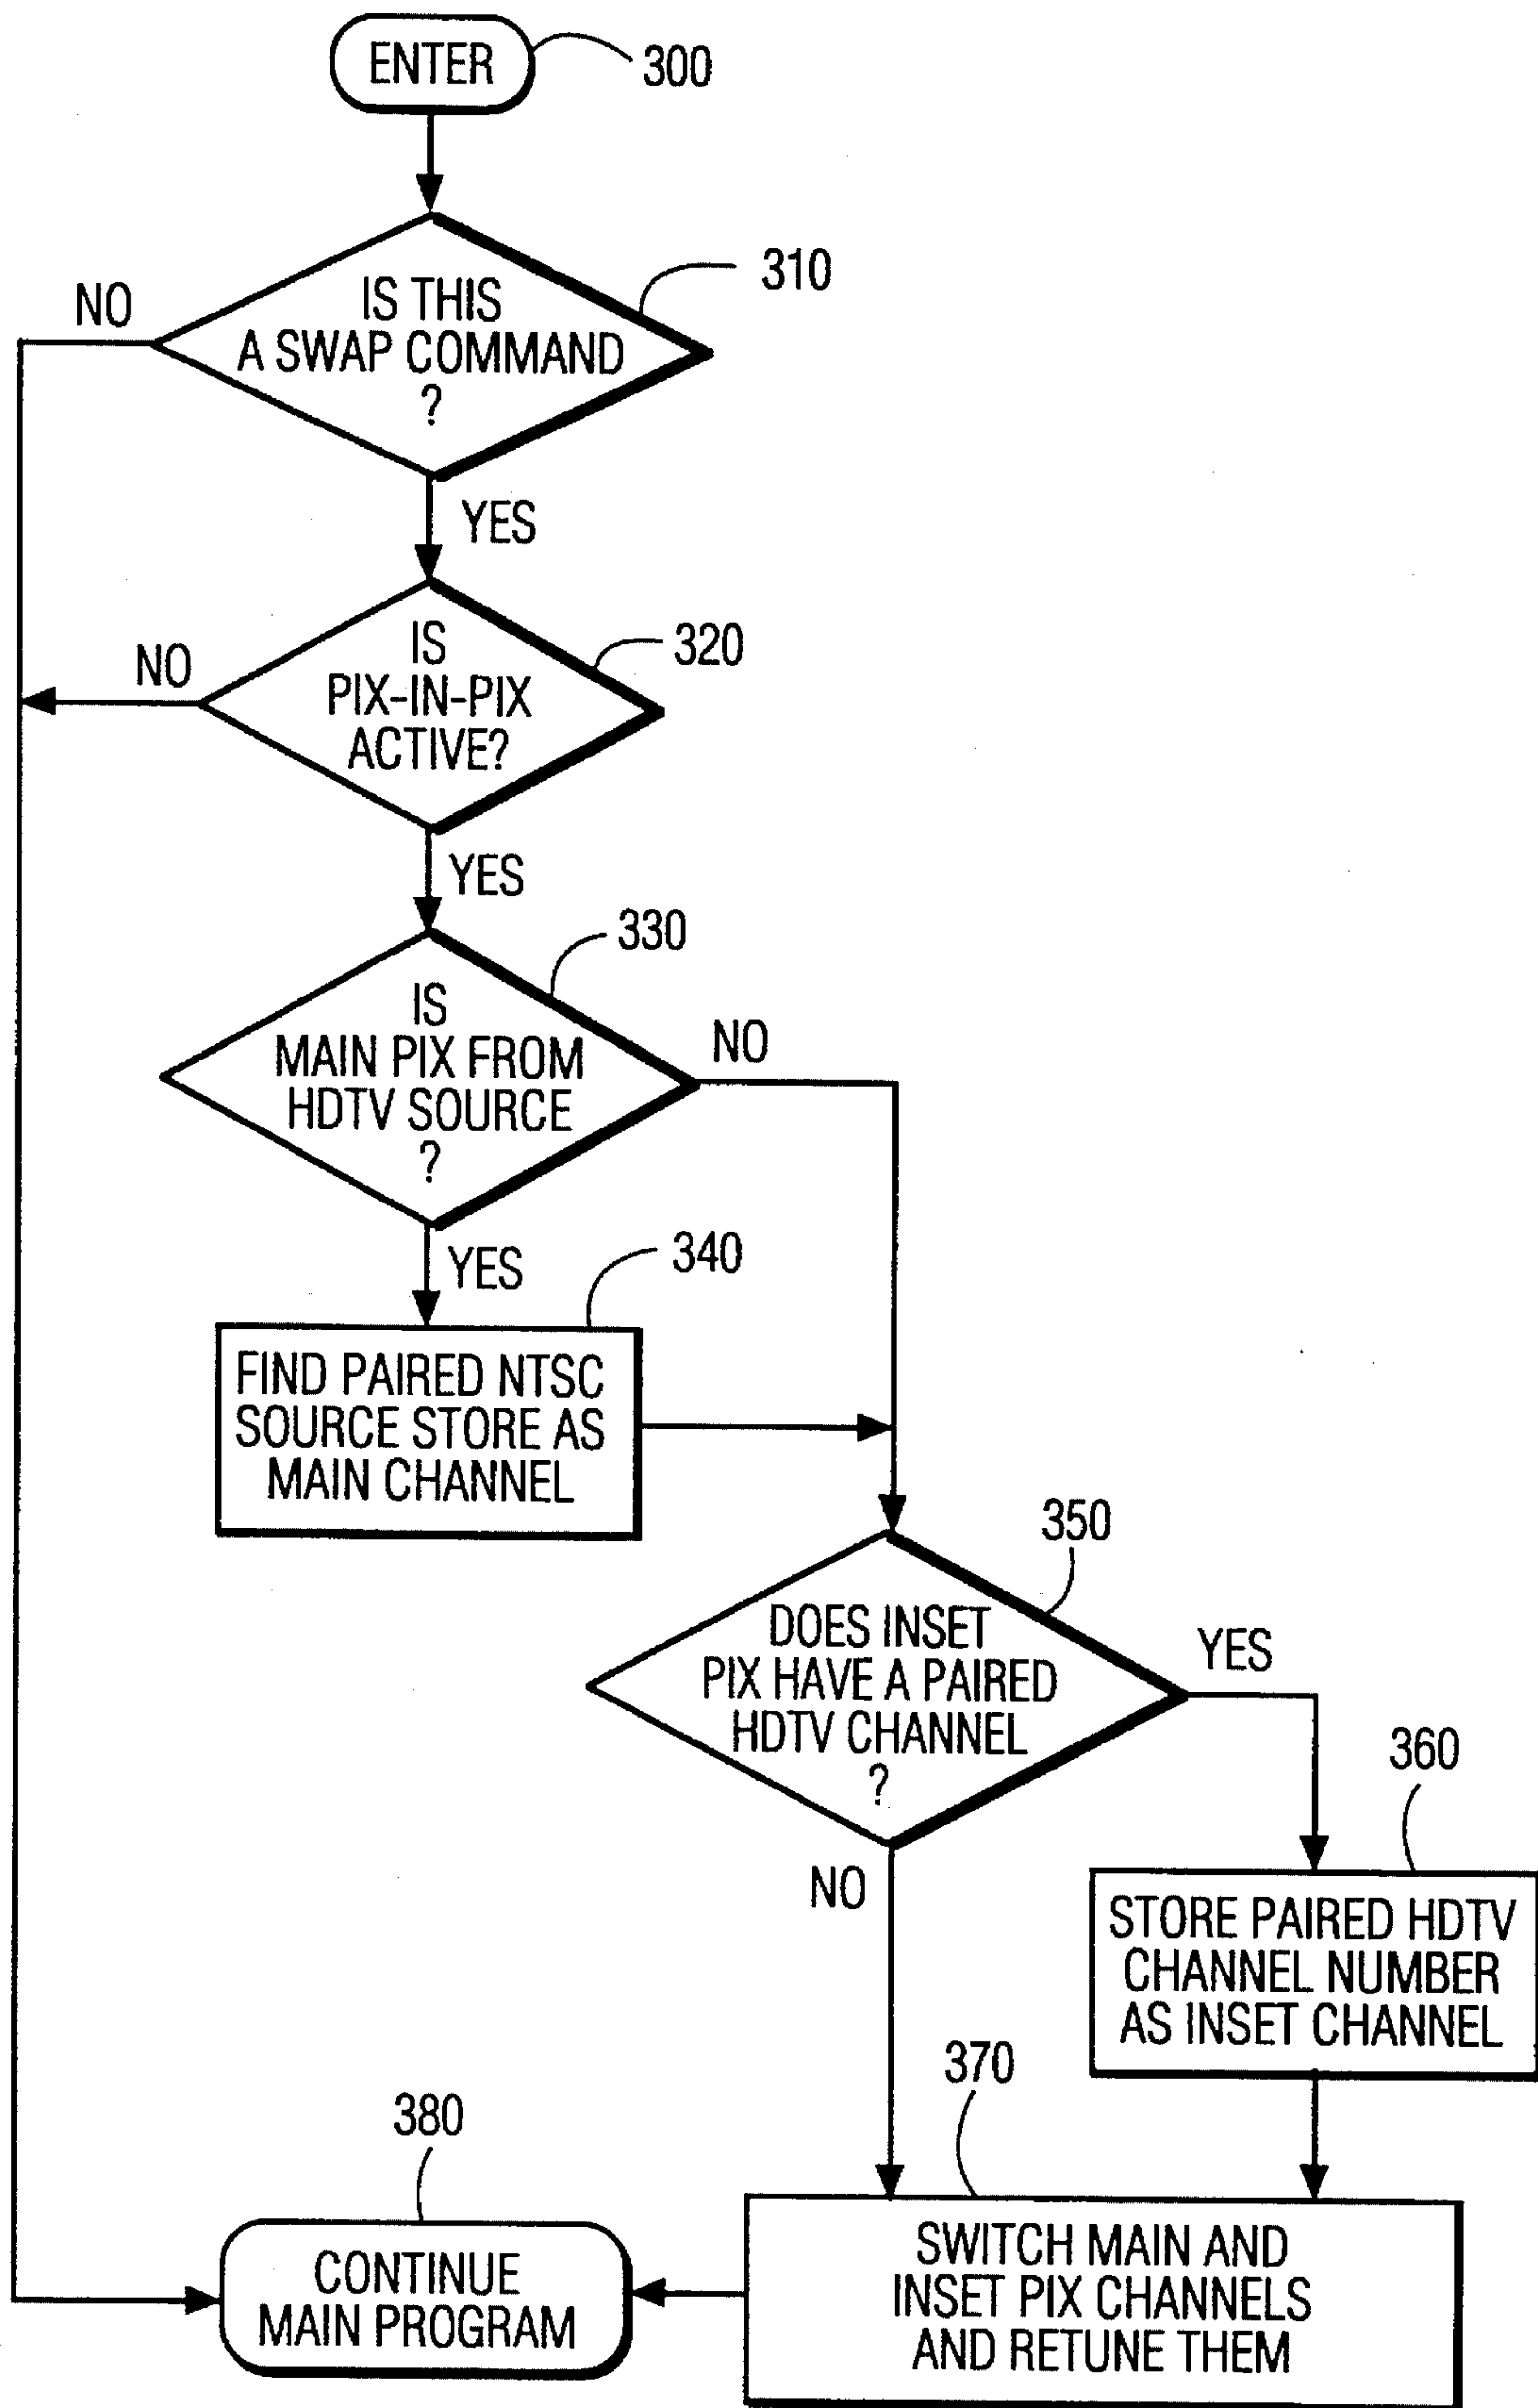 ENTER
300
IS THIS
A SWAP COMMAND
?
310
NO
YES
IS
PIX-IN-PIX
ACTIVE?
320
NO
YES
IS
MAIN PIX FROM
HDTV SOURCE
?
330
NO
YES
340
FIND PAIRED NTSC
SOURCE STORE AS
MAIN CHANNEL
350
DOES INSET
PIX HAVE A PAIRED
HDTV CHANNEL
?
YES
NO
360
STORE PAIRED HDTV
CHANNEL NUMBER
AS INSET CHANNEL
370
SWITCH MAIN AND
INSET PIX CHANNELS
AND RETUNE THEM
380
CONTINUE
MAIN PROGRAM